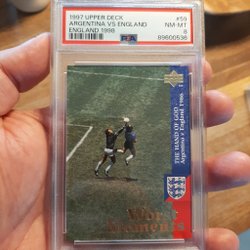 1997 UPPER DECK
#59
ARGENTINA VS ENGLAND
NM-MT
ENGLAND 1998
8
PSA
89600536
THE HAND OF GOD
Argentina v England, 1986
Moments